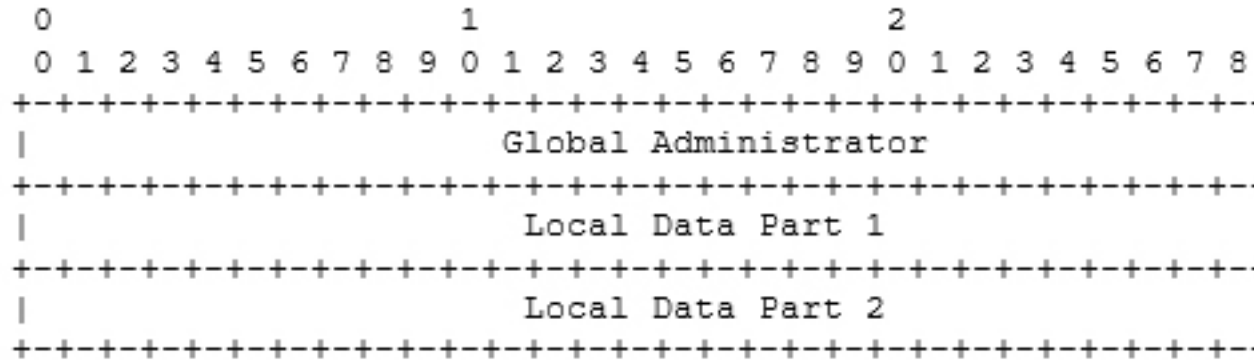 0                   1                   2
0 1 2 3 4 5 6 7 8 9 0 1 2 3 4 5 6 7 8 9 0 1 2 3 4 5 6 7 8
+-+-+-+-+-+-+-+-+-+-+-+-+-+-+-+-+-+-+-+-+-+-+-+-+-+-+-+-+-
|                      Global Administrator
+-+-+-+-+-+-+-+-+-+-+-+-+-+-+-+-+-+-+-+-+-+-+-+-+-+-+-+-+-
|                       Local Data Part 1
+-+-+-+-+-+-+-+-+-+-+-+-+-+-+-+-+-+-+-+-+-+-+-+-+-+-+-+-+-
|                       Local Data Part 2
+-+-+-+-+-+-+-+-+-+-+-+-+-+-+-+-+-+-+-+-+-+-+-+-+-+-+-+-+-